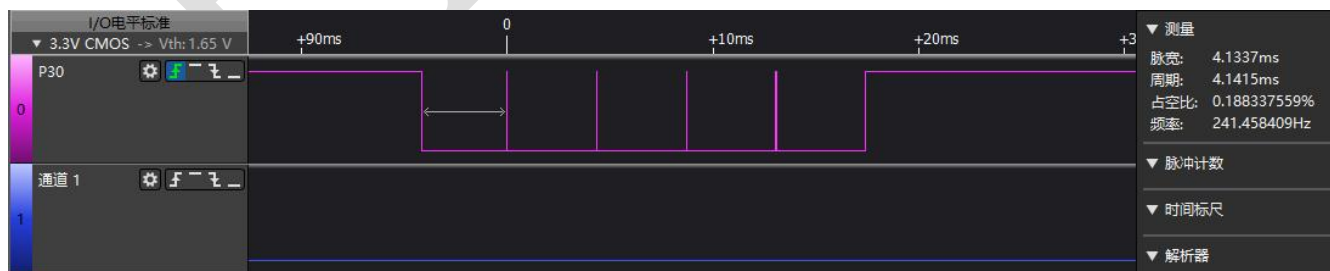 I/O电平标准
▼ 3.3V CMOS -> Vth:1.65 V
+90ms
0
+10ms
+20ms
+3
P30
0
通道 1
1
▼ 测量
脉宽: 4.1337ms
周期: 4.1415ms
占空比: 0.188337559%
频率: 241.458409Hz
▼ 脉冲计数
▼ 时间标尺
▼ 解析器